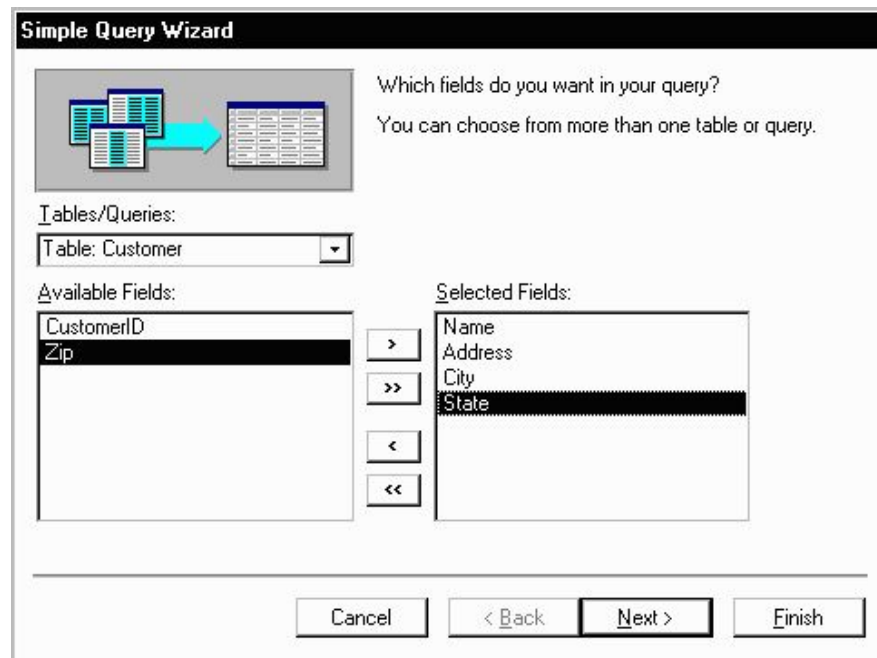 Simple Query Wizard
Which fields do you want in your query?
You can choose from more than one table or query.
Tables/Queries:
Table: Customer
Available Fields:
CustomerID
Zip
>
>>
<
<<
Selected Fields:
Name
Address
City
State
Cancel
< Back
Next >
Finish